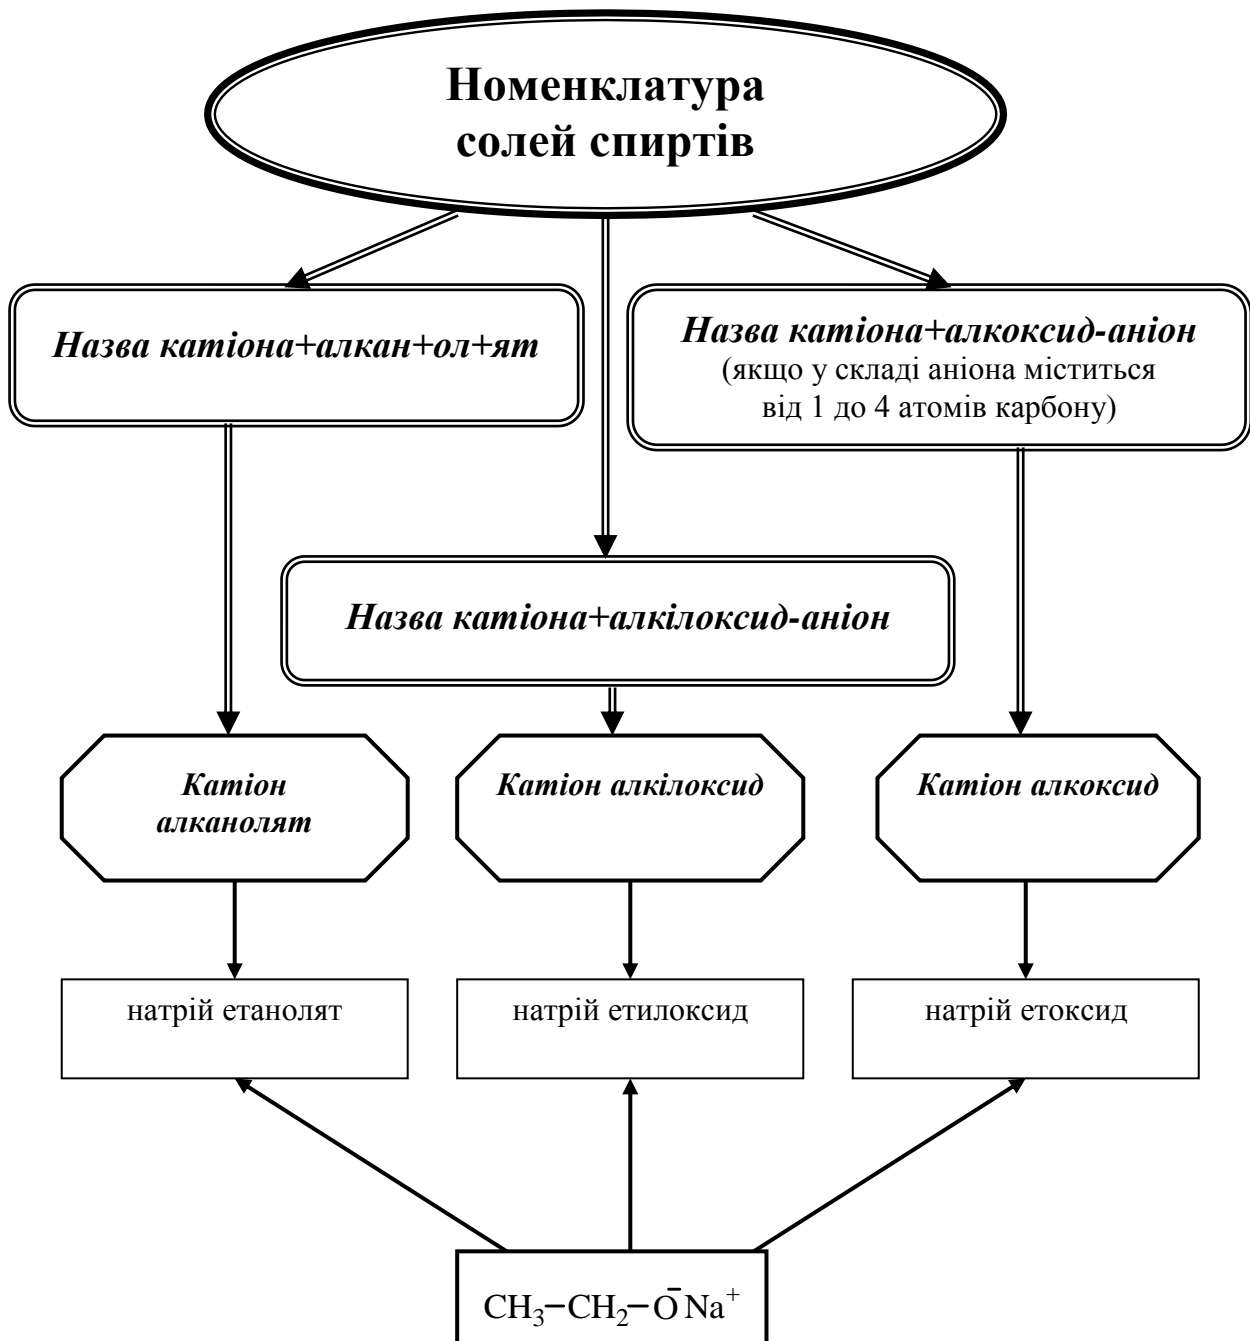 Номенклатура
солей спиртів
Назва катіона+алкан+ол+ят
Назва катіона+алкоксид-аніон
(якщо у складі аніона міститься
від 1 до 4 атомів карбону)
Назва катіона+алкілоксид-аніон
Катіон
алканолят
Катіон алкілоксид
Катіон алкоксид
натрій етанолят
натрій етилоксид
натрій етоксид
CH₃–CH₂–O⁻Na⁺